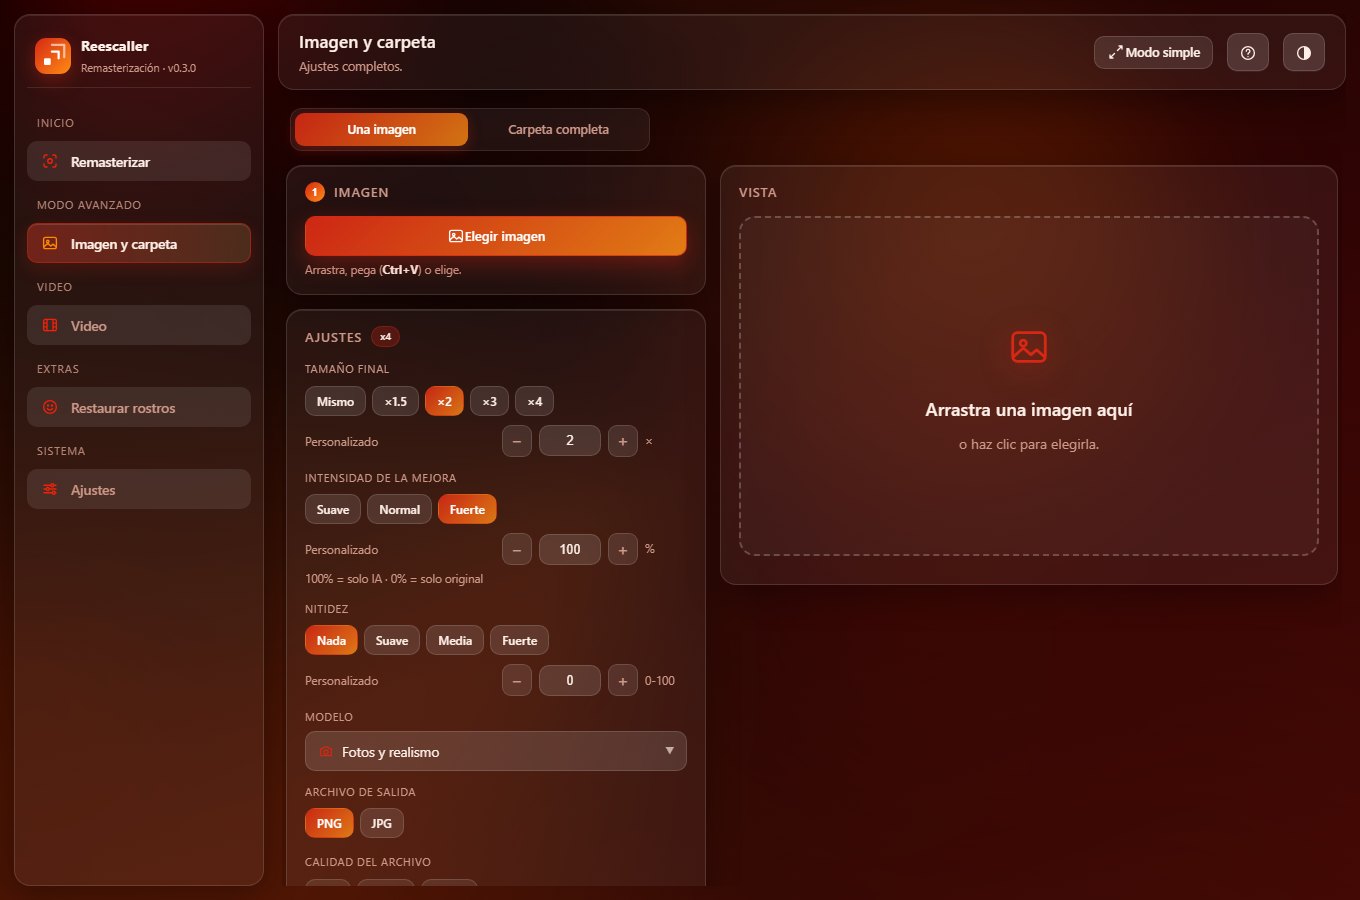 Reescaller
Remasterización · v0.3.0
INICIO
Remasterizar
MODO AVANZADO
Imagen y carpeta
VIDEO
Video
EXTRAS
Restaurar rostros
SISTEMA
Ajustes
Imagen y carpeta
Ajustes completos.
Modo simple
Una imagen
Carpeta completa
1 IMAGEN
Elegir imagen
Arrastra, pega (Ctrl+V) o elige.
AJUSTES x4
TAMAÑO FINAL
Mismo ×1.5 ×2 ×3 ×4
Personalizado − 2 + ×
INTENSIDAD DE LA MEJORA
Suave Normal Fuerte
Personalizado − 100 + %
100% = solo IA · 0% = solo original
NITIDEZ
Nada Suave Media Fuerte
Personalizado − 0 + 0-100
MODELO
Fotos y realismo
ARCHIVO DE SALIDA
PNG JPG
CALIDAD DEL ARCHIVO
VISTA
Arrastra una imagen aquí
o haz clic para elegirla.